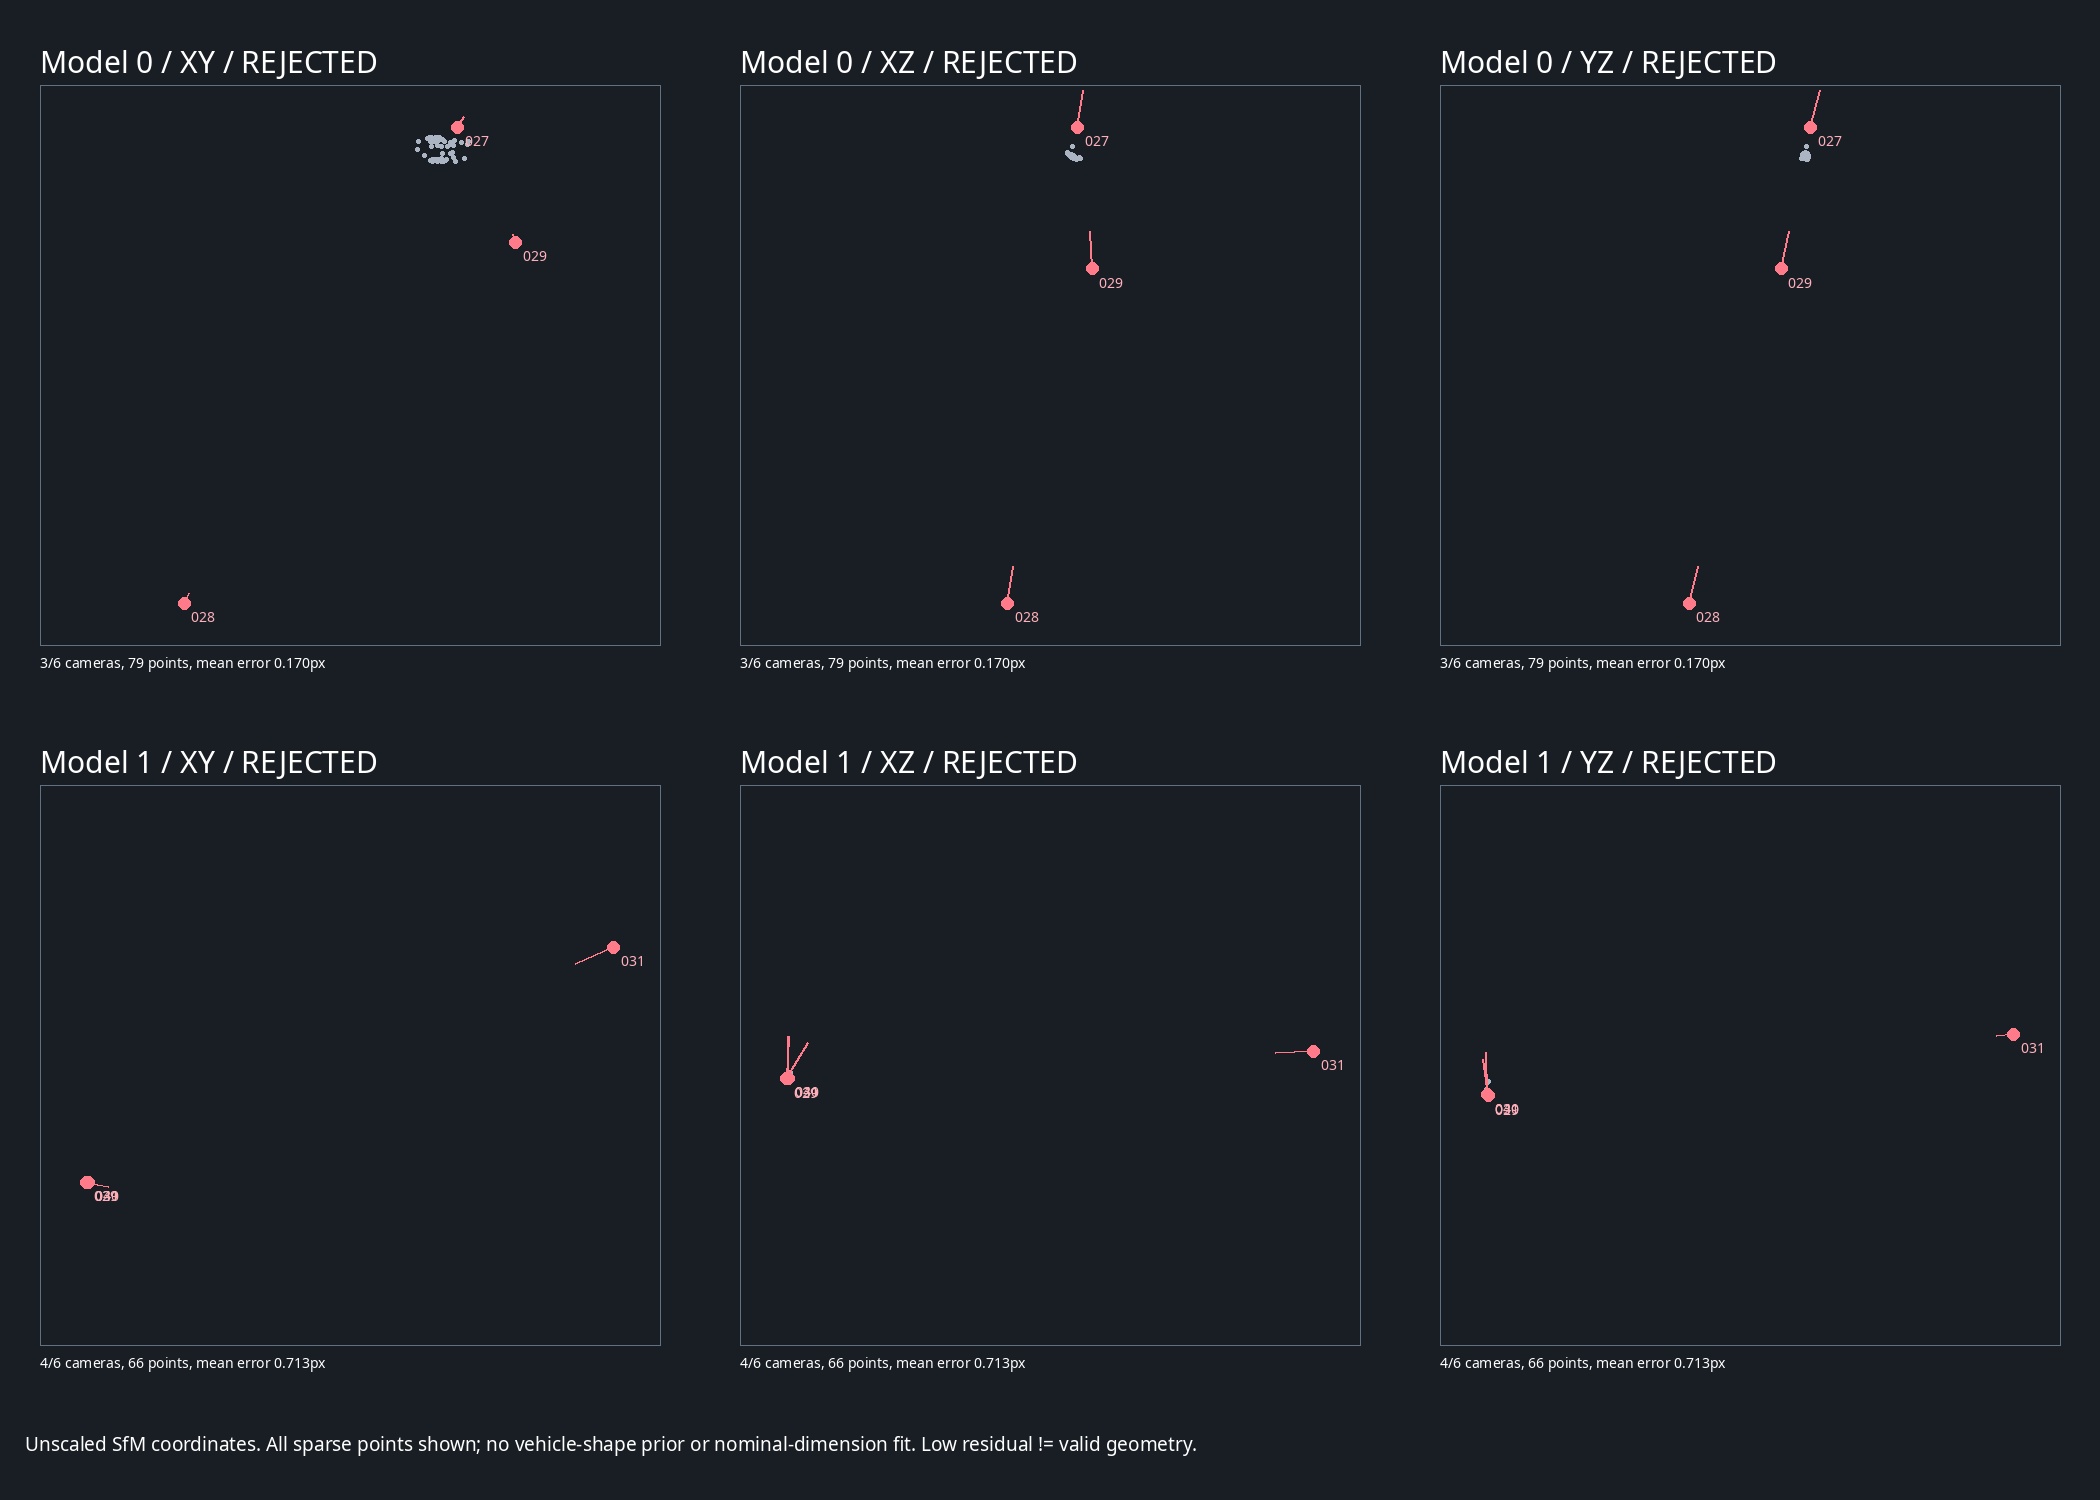 Model 0 / XY / REJECTED
Model 0 / XZ / REJECTED
Model 0 / YZ / REJECTED
027
029
028
027
029
028
027
029
028
3/6 cameras, 79 points, mean error 0.170px
3/6 cameras, 79 points, mean error 0.170px
3/6 cameras, 79 points, mean error 0.170px
Model 1 / XY / REJECTED
Model 1 / XZ / REJECTED
Model 1 / YZ / REJECTED
031
031
031
4/6 cameras, 66 points, mean error 0.713px
4/6 cameras, 66 points, mean error 0.713px
4/6 cameras, 66 points, mean error 0.713px
Unscaled SfM coordinates. All sparse points shown; no vehicle-shape prior or nominal-dimension fit. Low residual != valid geometry.